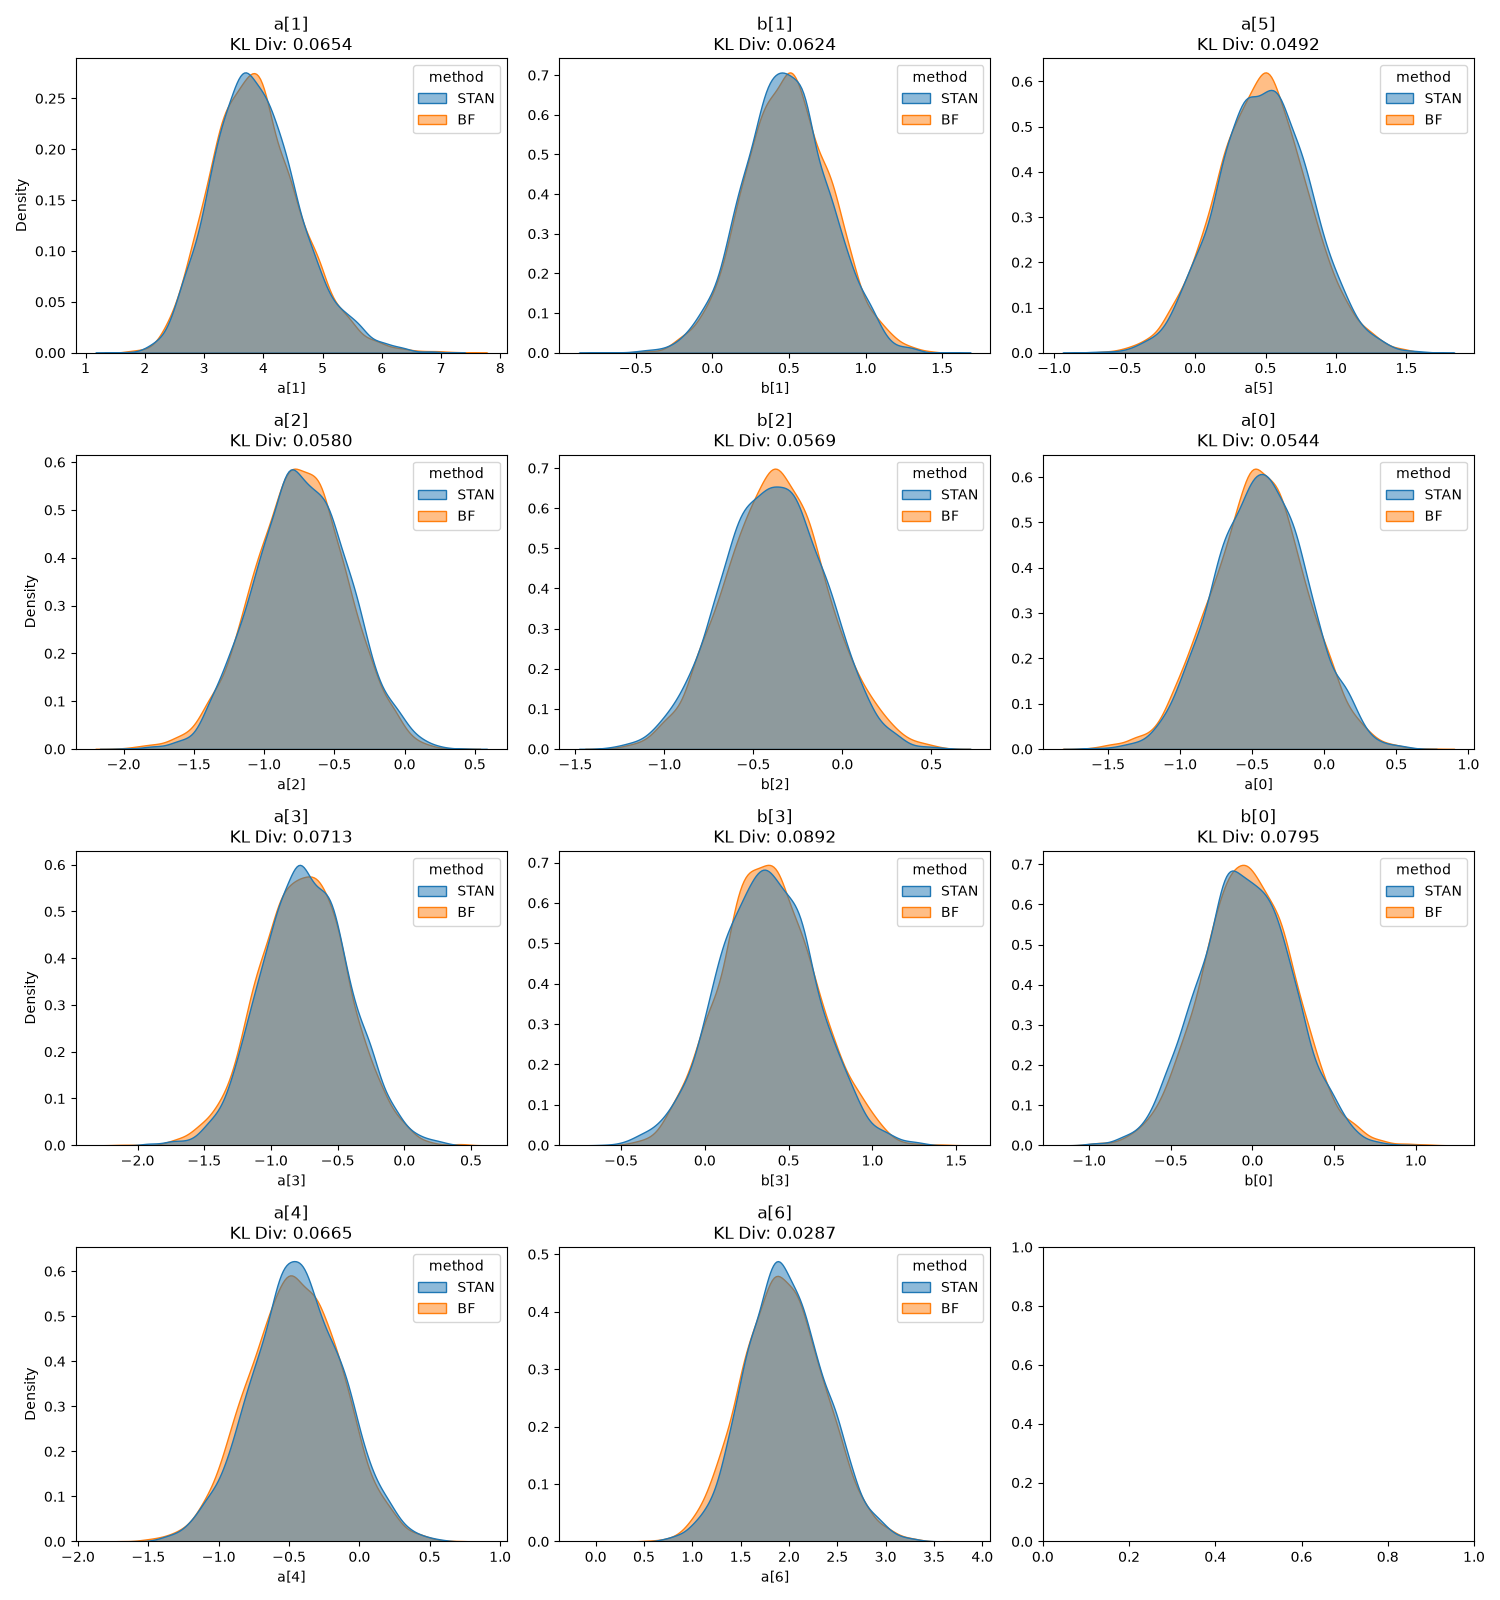 a[1]
KL Div: 0.0654
method
STAN
BF
0.25
0.20
0.15
0.10
0.05
0.00
Density
1 2 3 4 5 6 7 8
a[1]
b[1]
KL Div: 0.0624
method
STAN
BF
0.7
0.6
0.5
0.4
0.3
0.2
0.1
0.0
−0.5 0.0 0.5 1.0 1.5
b[1]
a[5]
KL Div: 0.0492
method
STAN
BF
0.6
0.5
0.4
0.3
0.2
0.1
0.0
−1.0 −0.5 0.0 0.5 1.0 1.5
a[5]
a[2]
KL Div: 0.0580
method
STAN
BF
0.6
0.5
0.4
0.3
0.2
0.1
0.0
Density
−2.0 −1.5 −1.0 −0.5 0.0 0.5
a[2]
b[2]
KL Div: 0.0569
method
STAN
BF
0.7
0.6
0.5
0.4
0.3
0.2
0.1
0.0
−1.5 −1.0 −0.5 0.0 0.5
b[2]
a[0]
KL Div: 0.0544
method
STAN
BF
0.6
0.5
0.4
0.3
0.2
0.1
0.0
−1.5 −1.0 −0.5 0.0 0.5 1.0
a[0]
a[3]
KL Div: 0.0713
method
STAN
BF
0.6
0.5
0.4
0.3
0.2
0.1
0.0
Density
−2.0 −1.5 −1.0 −0.5 0.0 0.5
a[3]
b[3]
KL Div: 0.0892
method
STAN
BF
0.7
0.6
0.5
0.4
0.3
0.2
0.1
0.0
−0.5 0.0 0.5 1.0 1.5
b[3]
b[0]
KL Div: 0.0795
method
STAN
BF
0.7
0.6
0.5
0.4
0.3
0.2
0.1
0.0
−1.0 −0.5 0.0 0.5 1.0
b[0]
a[4]
KL Div: 0.0665
method
STAN
BF
0.6
0.5
0.4
0.3
0.2
0.1
0.0
Density
−2.0 −1.5 −1.0 −0.5 0.0 0.5 1.0
a[4]
a[6]
KL Div: 0.0287
method
STAN
BF
0.5
0.4
0.3
0.2
0.1
0.0
0.0 0.5 1.0 1.5 2.0 2.5 3.0 3.5 4.0
a[6]
1.0
0.8
0.6
0.4
0.2
0.0
0.0 0.2 0.4 0.6 0.8 1.0